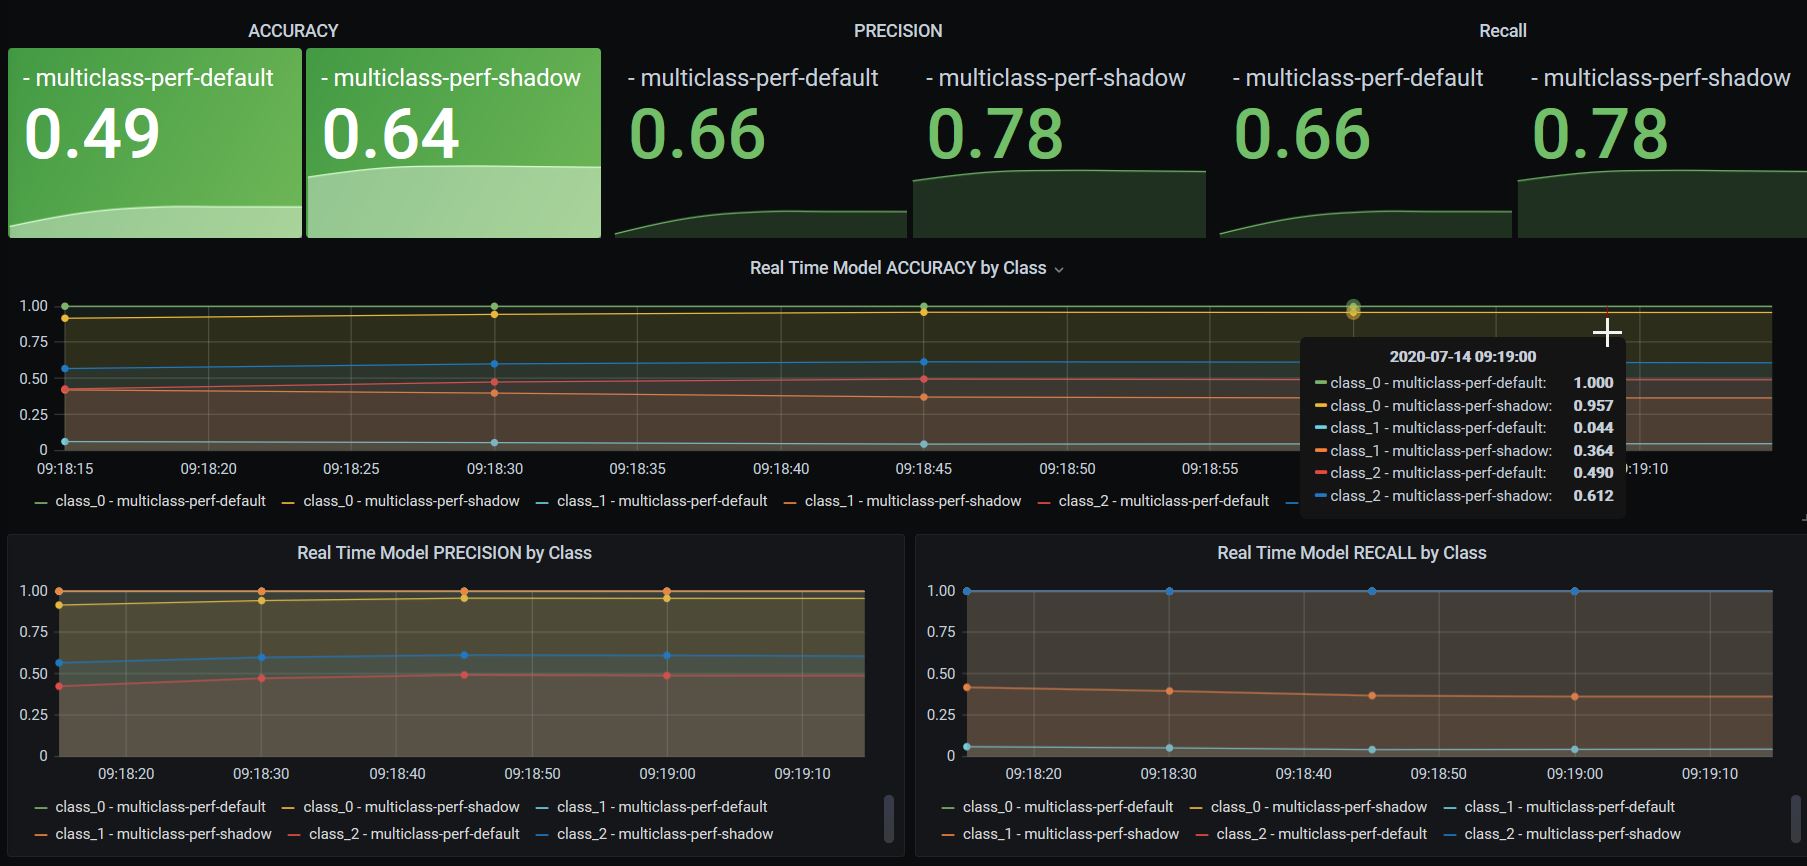 ACCURACY
PRECISION
Recall
- multiclass-perf-default
- multiclass-perf-shadow
- multiclass-perf-default
- multiclass-perf-shadow
- multiclass-perf-default
- multiclass-perf-shadow
0.49
0.64
0.66
0.78
0.66
0.78
Real Time Model ACCURACY by Class
1.00
0.75
0.50
0.25
0
09:18:15 09:18:20 09:18:25 09:18:30 09:18:35 09:18:40 09:18:45 09:18:50 09:18:55 :19:10
2020-07-14 09:19:00
class_0 - multiclass-perf-default: 1.000
class_0 - multiclass-perf-shadow: 0.957
class_1 - multiclass-perf-default: 0.044
class_1 - multiclass-perf-shadow: 0.364
class_2 - multiclass-perf-default: 0.490
class_2 - multiclass-perf-shadow: 0.612
class_0 - multiclass-perf-default class_0 - multiclass-perf-shadow class_1 - multiclass-perf-default class_1 - multiclass-perf-shadow class_2 - multiclass-perf-default
Real Time Model PRECISION by Class
1.00
0.75
0.50
0.25
0
09:18:20 09:18:30 09:18:40 09:18:50 09:19:00 09:19:10
class_0 - multiclass-perf-default class_0 - multiclass-perf-shadow class_1 - multiclass-perf-default
class_1 - multiclass-perf-shadow class_2 - multiclass-perf-default class_2 - multiclass-perf-shadow
Real Time Model RECALL by Class
1.00
0.75
0.50
0.25
0
09:18:20 09:18:30 09:18:40 09:18:50 09:19:00 09:19:10
class_0 - multiclass-perf-default class_0 - multiclass-perf-shadow class_1 - multiclass-perf-default
class_1 - multiclass-perf-shadow class_2 - multiclass-perf-default class_2 - multiclass-perf-shadow